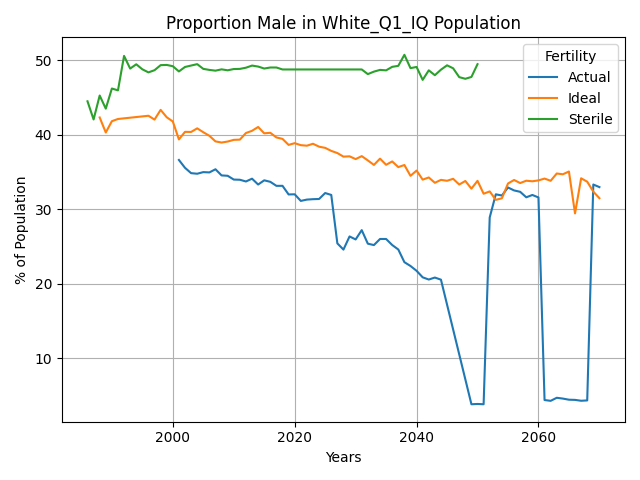 Proportion Male in White_Q1_IQ Population
Fertility
Actual
Ideal
Sterile
% of Population
50
40
30
20
10
2000
2020
2040
2060
Years